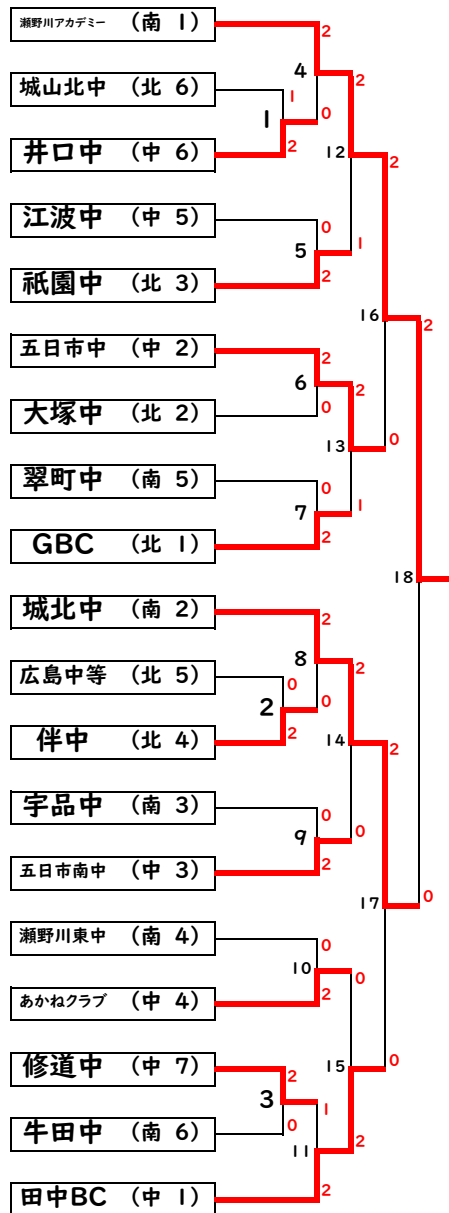 瀬野川アカデミー (南 1)
2
4
2
城山北中 (北 6)
1
1
0
井口中 (中 6)
2
12
2
江波中 (中 5)
0
5
1
祇園中 (北 3)
2
16
2
五日市中 (中 2)
2
6
2
大塚中 (北 2)
0
13
0
翠町中 (南 5)
0
7
1
GBC (北 1)
2
18
城北中 (南 2)
2
8
2
広島中等 (北 5)
0
2
0
伴中 (北 4)
2
14
2
宇品中 (南 3)
0
9
0
五日市南中 (中 3)
2
17
0
瀬野川東中 (南 4)
0
10
0
あかねクラブ (中 4)
2
修道中 (中 7)
2
15
0
3
1
牛田中 (南 6)
0
11
2
田中BC (中 1)
2